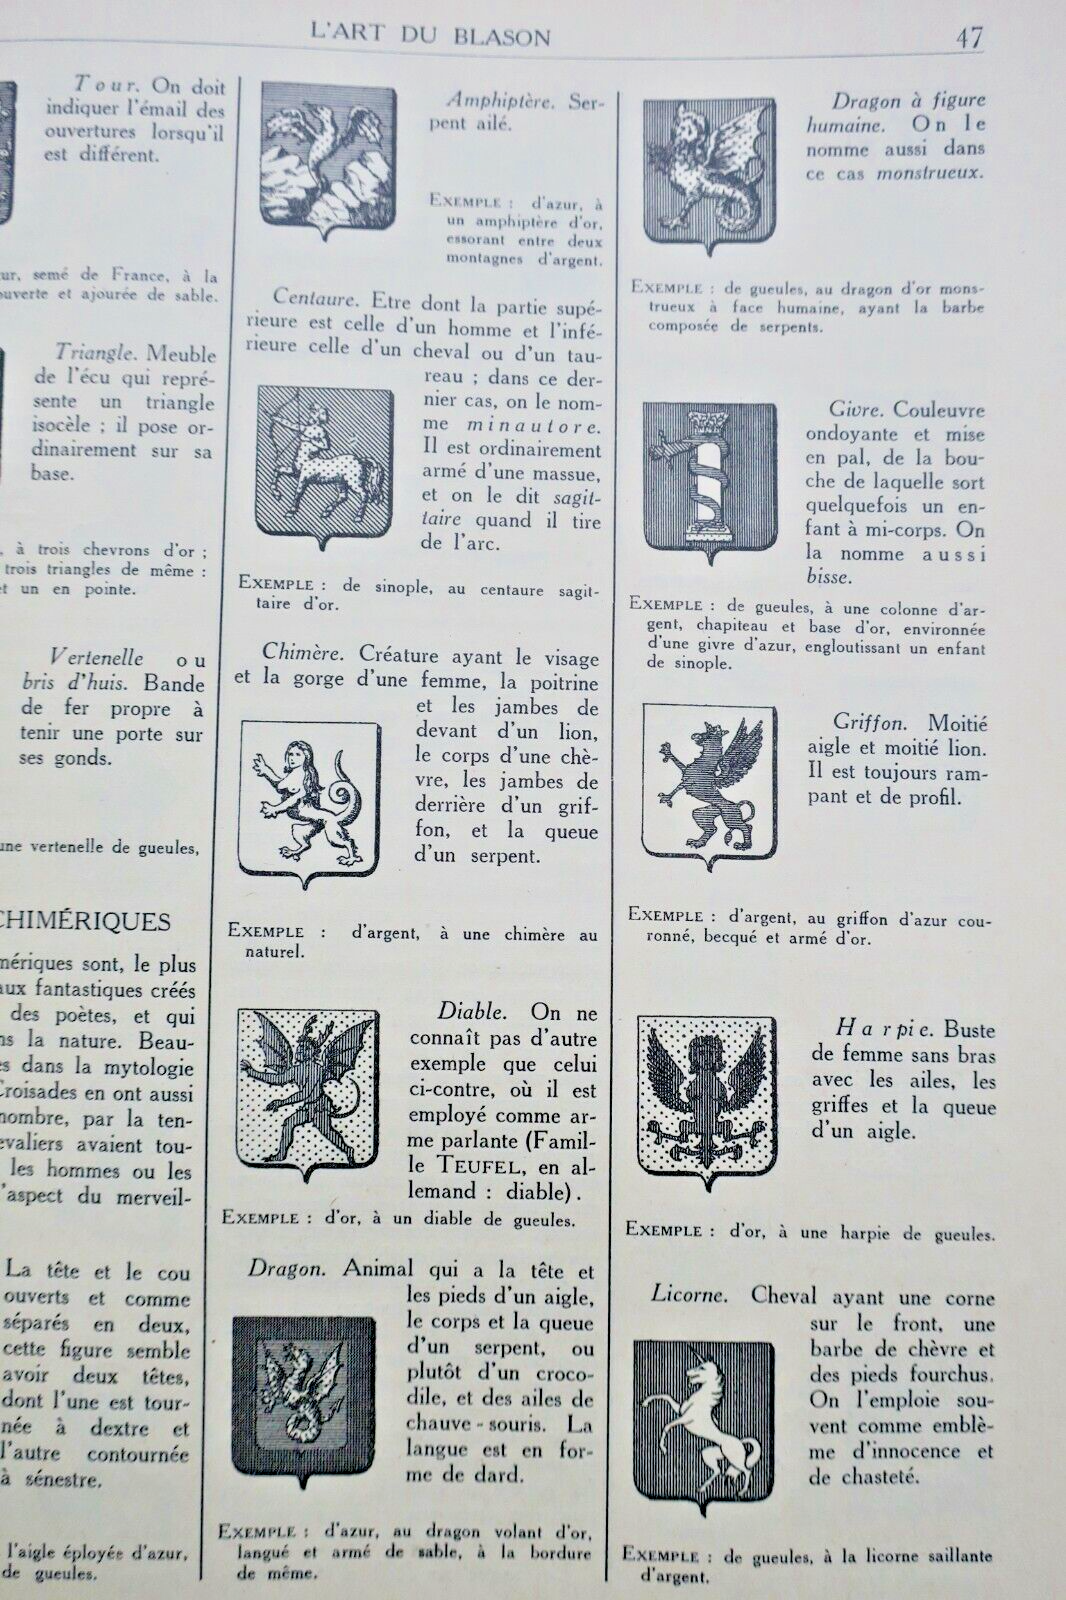 L'ART DU BLASON
47
Tour. On doit
indiquer l'émail des
ouvertures lorsqu'il
est différent.
semé de France, à la
et ajourée de sable.
Triangle. Meuble
de l'écu qui repré-
sente un triangle
isocèle ; il pose or-
dinairement sur sa
base.
à trois chevrons d'or ;
trois triangles de même :
et un en pointe.
Vertenelle ou
bris d'huis. Bande
de fer propre à
tenir une porte sur
ses gonds.
une vertenelle de gueules,
CHIMÉRIQUES
sont, le plus
fantastiques créés
des poètes, et qui
la nature. Beau-
dans la mytologie
Croisades en ont aussi
nombre, par la ten-
avaient tou-
les hommes ou les
l'aspect du merveil-
La tête et le cou
ouverts et comme
séparés en deux,
cette figure semble
avoir deux têtes,
dont l'une est tour-
née à dextre et
l'autre contournée
à sénestre.
l'aigle éployée d'azur,
de gueules.
Amphiptère. Ser-
pent ailé.
EXEMPLE : d'azur, à
un amphiptère d'or,
essorant entre deux
montagnes d'argent.
Centaure. Etre dont la partie supé-
rieure est celle d'un homme et l'infé-
rieure celle d'un cheval ou d'un tau-
reau ; dans ce der-
nier cas, on le nom-
me minautore.
Il est ordinairement
armé d'une massue,
et on le dit sagit-
taire quand il tire
de l'arc.
EXEMPLE : de sinople, au centaure sagit-
taire d'or.
Chimère. Créature ayant le visage
et la gorge d'une femme, la poitrine
et les jambes de
devant d'un lion,
le corps d'une chè-
vre, les jambes de
derrière d'un grif-
fon, et la queue
d'un serpent.
EXEMPLE : d'argent, à une chimère au
naturel.
Diable. On ne
connaît pas d'autre
exemple que celui
ci-contre, où il est
employé comme ar-
me parlante (Famil-
le TEUFEL, en al-
lemand : diable).
EXEMPLE : d'or, à un diable de gueules.
Dragon. Animal qui a la tête et
les pieds d'un aigle,
le corps et la queue
d'un serpent, ou
plutôt d'un croco-
dile, et des ailes de
chauve-souris. La
langue est en for-
me de dard.
EXEMPLE : d'azur, au dragon volant d'or,
langué et armé de sable, à la bordure
de même.
Dragon à figure
humaine. On le
nomme aussi dans
ce cas monstrueux.
EXEMPLE : de gueules, au dragon d'or mons-
trueux à face humaine, ayant la barbe
composée de serpents.
Givre. Couleuvre
ondoyante et mise
en pal, de la bou-
che de laquelle sort
quelquefois un en-
fant à mi-corps. On
la nomme aussi
bisse.
EXEMPLE : de gueules, à une colonne d'ar-
gent, chapiteau et base d'or, environnée
d'une givre d'azur, engloutissant un enfant
de sinople.
Griffon. Moitié
aigle et moitié lion.
Il est toujours ram-
pant et de profil.
EXEMPLE : d'argent, au griffon d'azur cou-
ronné, becqué et armé d'or.
Harpie. Buste
de femme sans bras
avec les ailes, les
griffes et la queue
d'un aigle.
EXEMPLE : d'or, à une harpie de gueules.
Licorne. Cheval ayant une corne
sur le front, une
barbe de chèvre et
des pieds fourchus.
On l'emploie sou-
vent comme emblè-
me d'innocence et
de chasteté.
EXEMPLE : de gueules, à la licorne saillante
d'argent.